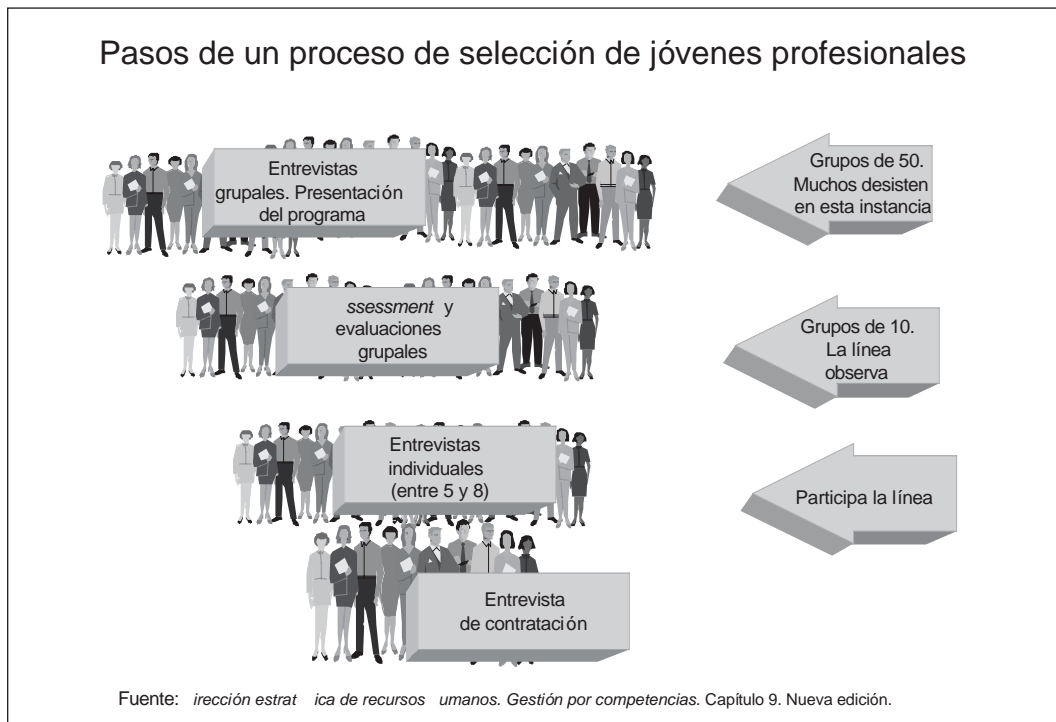 Pasos de un proceso de selección de jóvenes profesionales
Entrevistas
grupales. Presentación
del programa
Grupos de 50.
Muchos desisten
en esta instancia
ssessment y
evaluaciones
grupales
Grupos de 10.
La línea
observa
Entrevistas
individuales
(entre 5 y 8)
Participa la línea
Entrevista
de contratación
Fuente: irección estrat ica de recursos umanos. Gestión por competencias. Capítulo 9. Nueva edición.